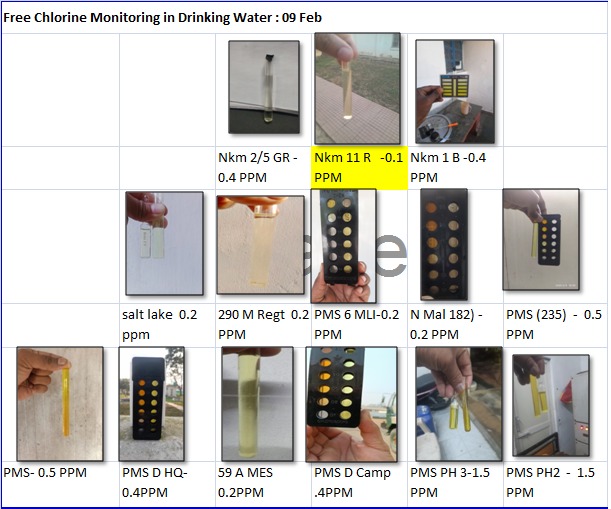 Free Chlorine Monitoring in Drinking Water : 09 Feb
Nkm 2/5 GR -
0.4 PPM
Nkm 11 R -0.1
PPM
Nkm 1 B -0.4
PPM
salt lake 0.2
ppm
290 M Regt 0.2
PPM
PMS 6 MLI-0.2
PPM
N Mal 182) -
0.2 PPM
PMS (235) - 0.5
PPM
PMS- 0.5 PPM
PMS D HQ-
0.4PPM
59 A MES
0.2PPM
PMS D Camp
.4PPM
PMS PH 3-1.5
PPM
PMS PH2 - 1.5
PPM